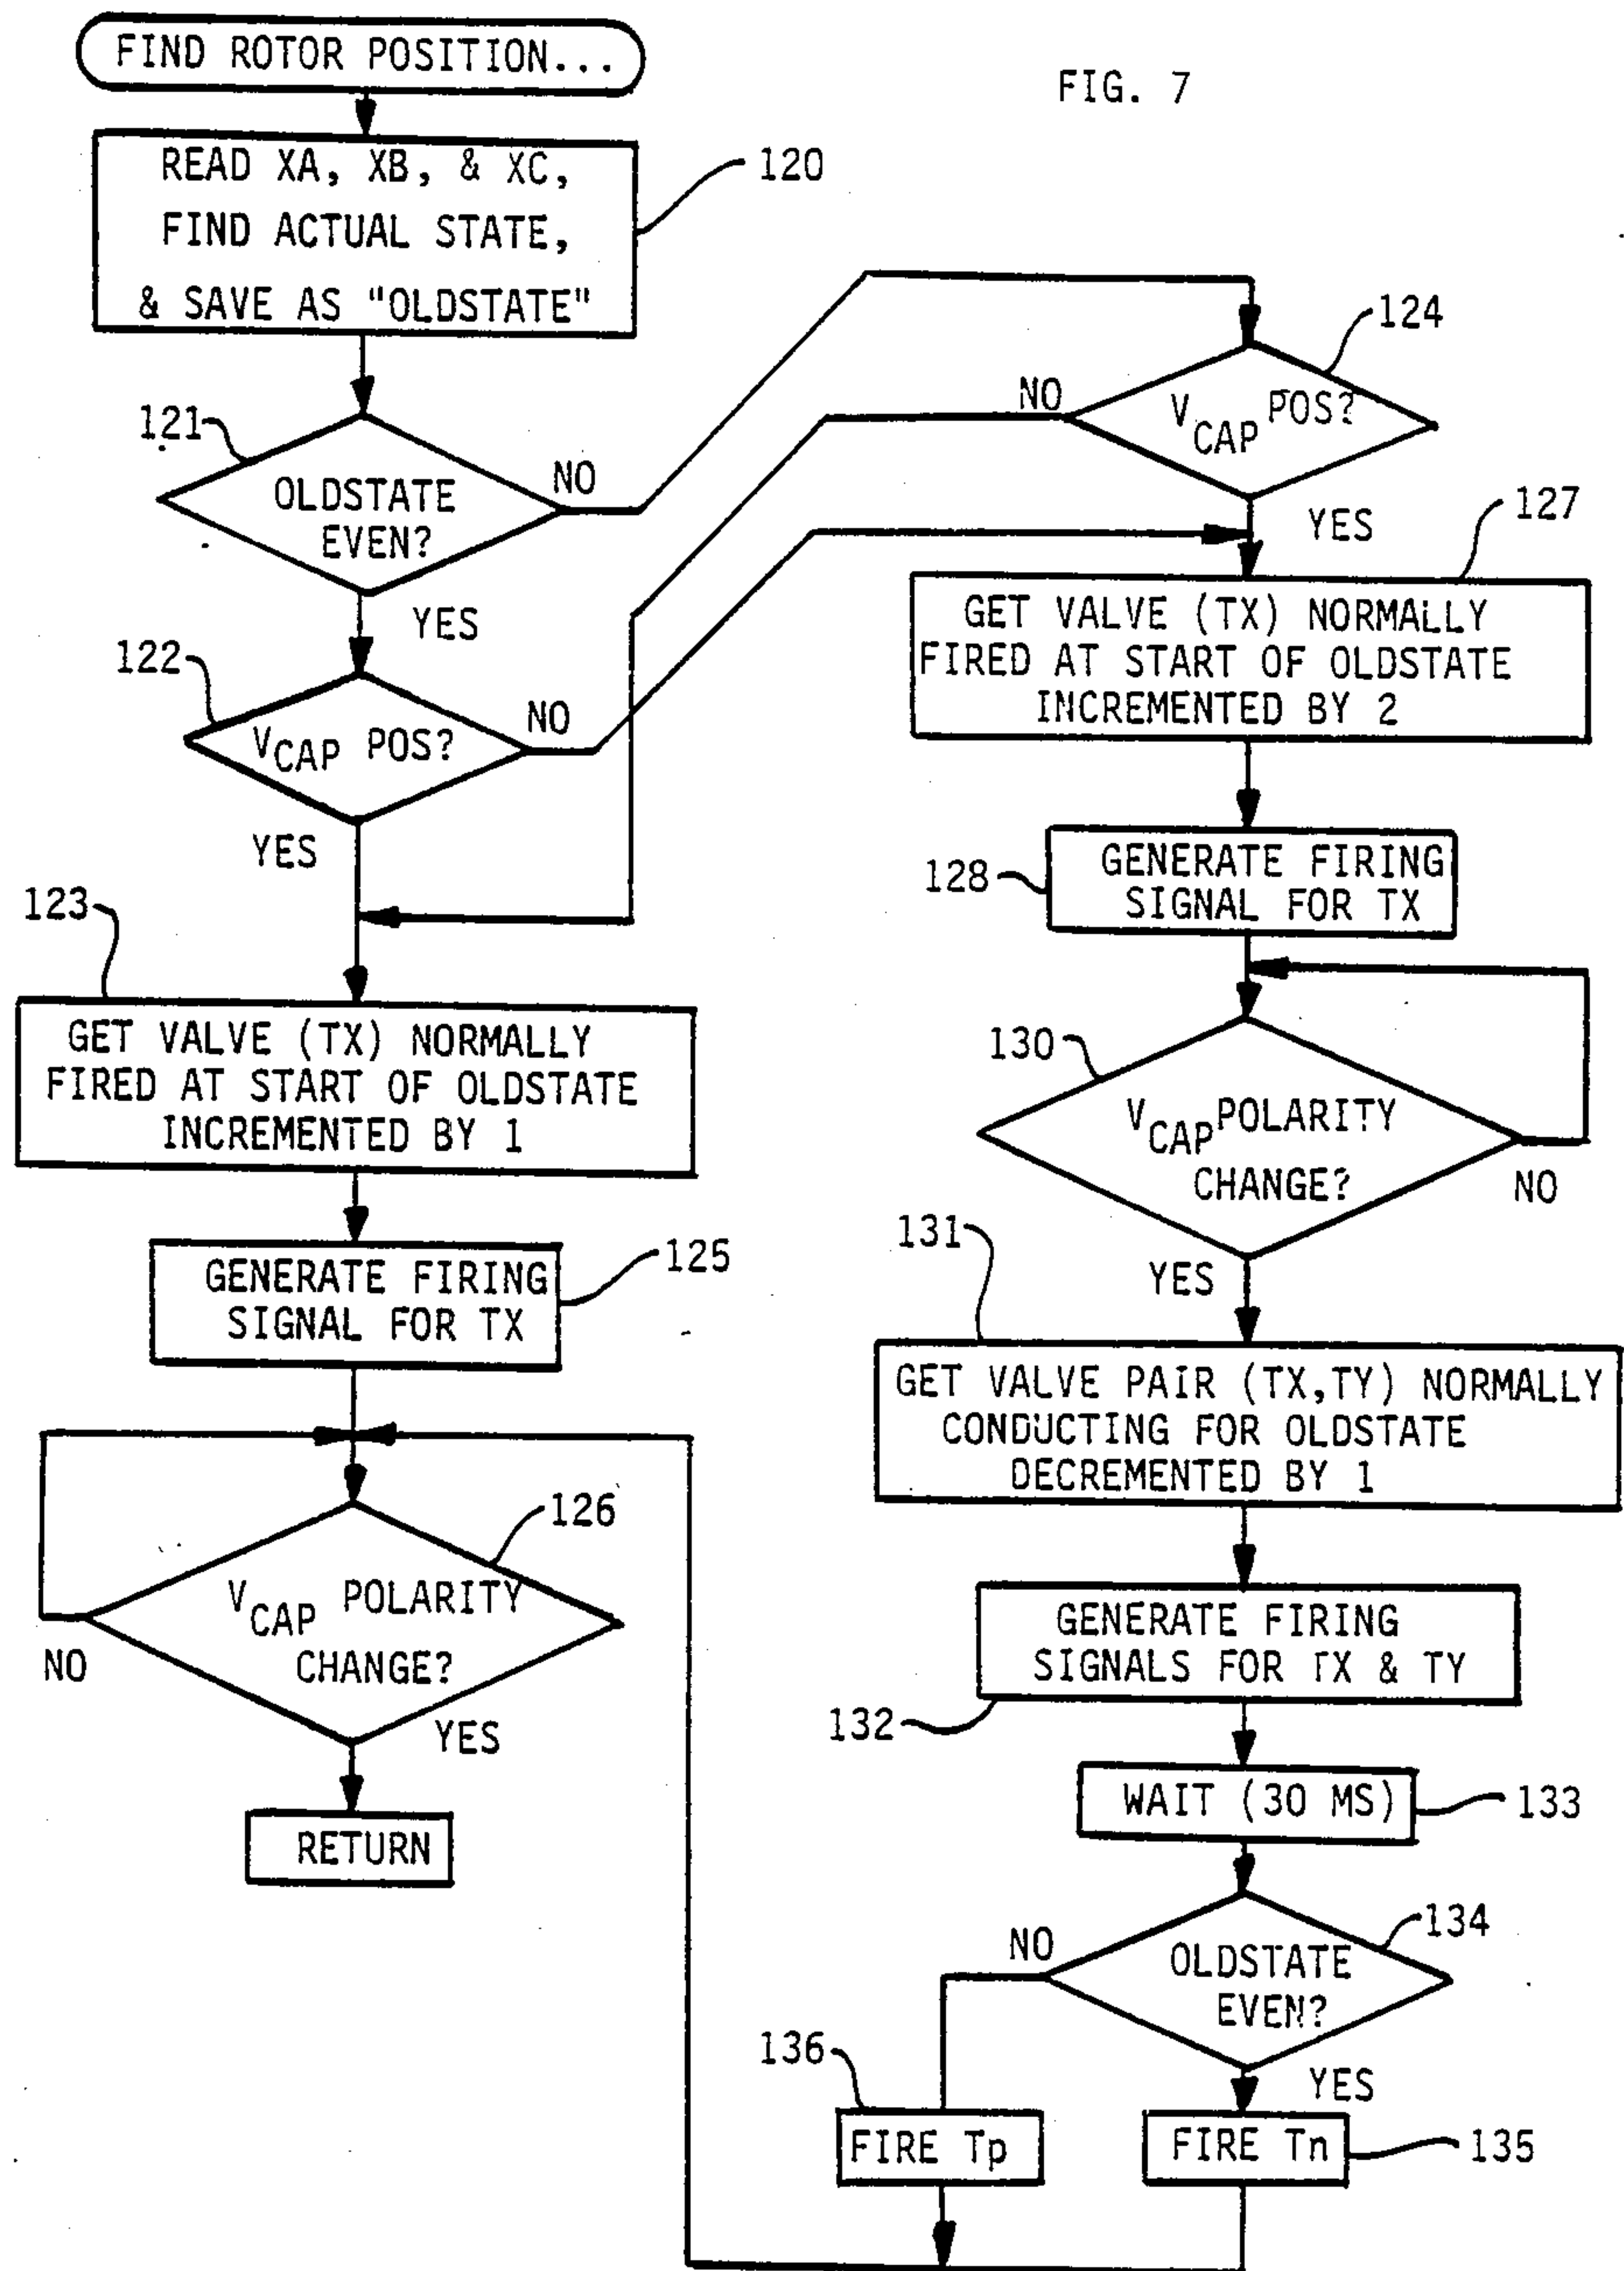 FIND ROTOR POSITION...
FIG. 7
READ XA, XB, & XC,
FIND ACTUAL STATE,
& SAVE AS "OLDSTATE"
120
121
OLDSTATE
EVEN?
NO
YES
122
VCAP POS?
NO
YES
123
GET VALVE (TX) NORMALLY
FIRED AT START OF OLDSTATE
INCREMENTED BY 1
GENERATE FIRING
SIGNAL FOR TX
125
126
VCAP POLARITY
CHANGE?
NO
YES
RETURN
124
VCAP POS?
NO
YES
127
GET VALVE (TX) NORMALLY
FIRED AT START OF OLDSTATE
INCREMENTED BY 2
128
GENERATE FIRING
SIGNAL FOR TX
130
VCAP POLARITY
CHANGE?
NO
YES
131
GET VALVE PAIR (TX,TY) NORMALLY
CONDUCTING FOR OLDSTATE
DECREMENTED BY 1
GENERATE FIRING
SIGNALS FOR TX & TY
132
WAIT (30 MS)
133
134
OLDSTATE
EVEN?
NO
YES
136
FIRE Tp
FIRE Tn
135